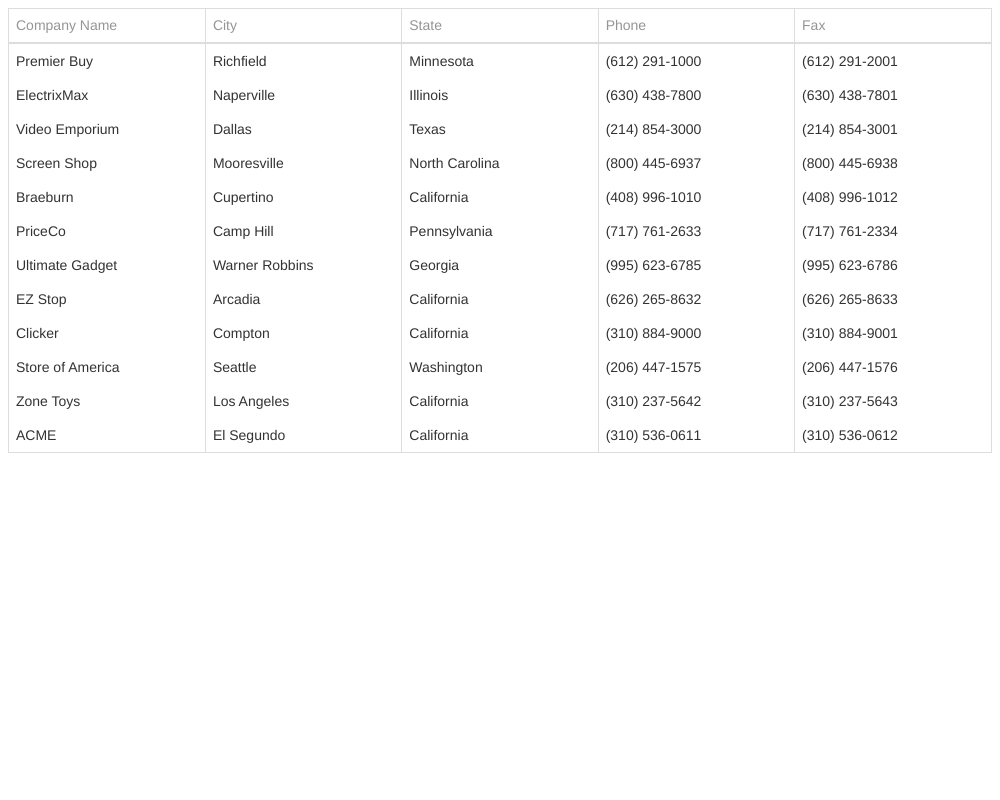 Company Name City State Phone Fax
Premier Buy Richfield Minnesota (612) 291-1000 (612) 291-2001
ElectrixMax Naperville Illinois (630) 438-7800 (630) 438-7801
Video Emporium Dallas Texas (214) 854-3000 (214) 854-3001
Screen Shop Mooresville North Carolina (800) 445-6937 (800) 445-6938
Braeburn Cupertino California (408) 996-1010 (408) 996-1012
PriceCo Camp Hill Pennsylvania (717) 761-2633 (717) 761-2334
Ultimate Gadget Warner Robbins Georgia (995) 623-6785 (995) 623-6786
EZ Stop Arcadia California (626) 265-8632 (626) 265-8633
Clicker Compton California (310) 884-9000 (310) 884-9001
Store of America Seattle Washington (206) 447-1575 (206) 447-1576
Zone Toys Los Angeles California (310) 237-5642 (310) 237-5643
ACME El Segundo California (310) 536-0611 (310) 536-0612